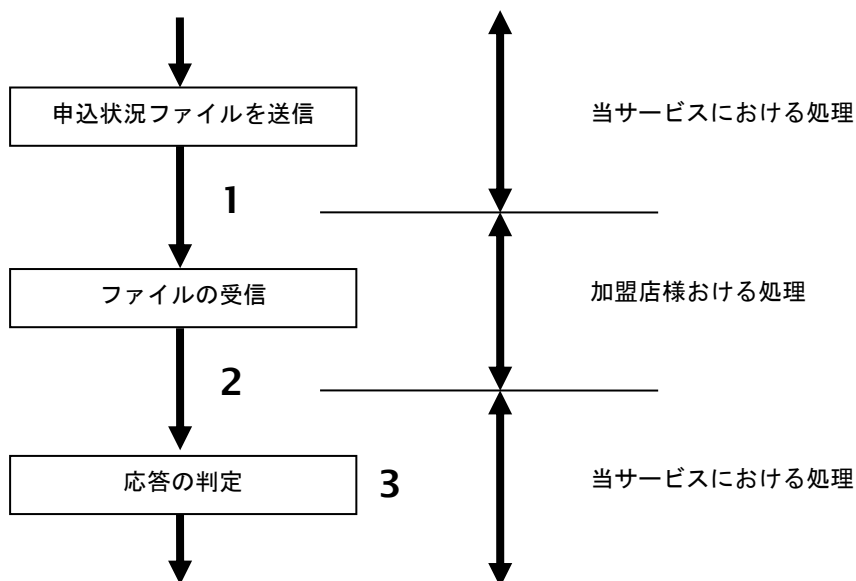 申込状況ファイルを送信
当サービスにおける処理
1
ファイルの受信
加盟店様おける処理
2
応答の判定
3
当サービスにおける処理